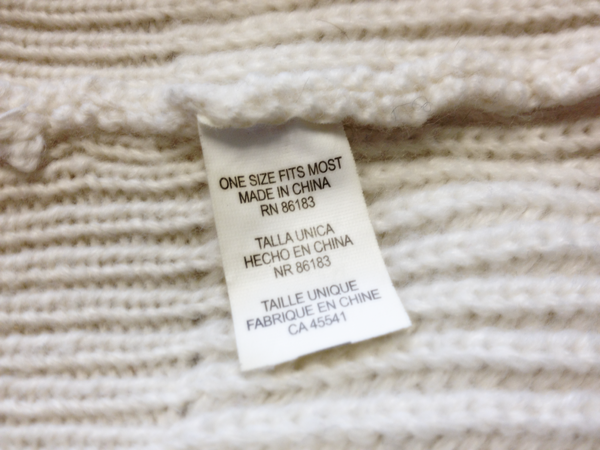 ONE SIZE FITS MOST
MADE IN CHINA
RN 86183
TALLA UNICA
HECHO EN CHINA
NR 86183
TAILLE UNIQUE
FABRIQUE EN CHINE
CA 45541